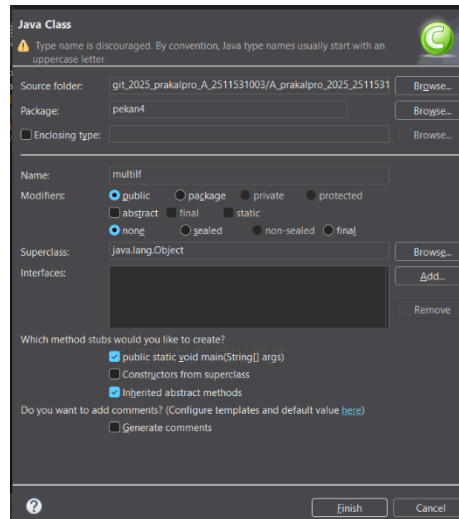 Java Class
Type name is discouraged. By convention, Java type names usually start with an
uppercase letter
Source folder: git_2025_prakalpro_A_2511531003/A_prakalpro_2025_2511531 Browse...
Package: pekan4 Browse...
Enclosing type: Browse...
Name: multiIf
Modifiers: public package private protected
abstract final static
none sealed non-sealed final
Superclass: java.lang.Object Browse...
Interfaces: Add...
Remove
Which method stubs would you like to create?
public static void main(String[] args)
Constructors from superclass
Inherited abstract methods
Do you want to add comments? (Configure templates and default value here)
Generate comments
? Finish Cancel